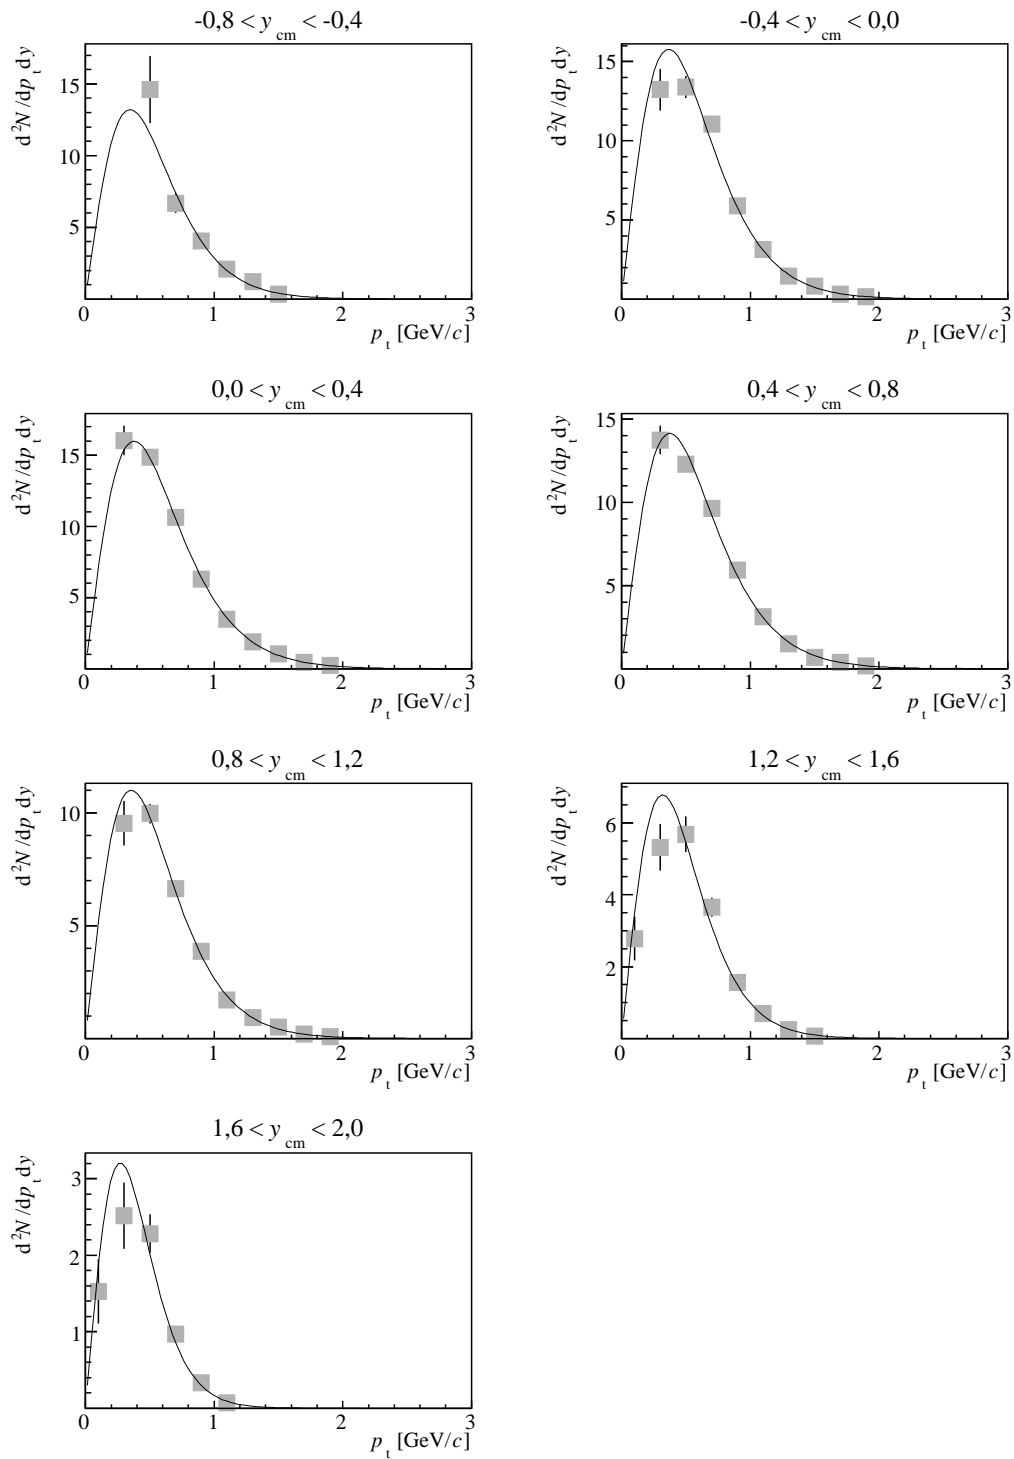 -0,8 < y_cm < -0,4
d²N/dp_t dy
15
10
5
0 1 2 3
p_t [GeV/c]
-0,4 < y_cm < 0,0
d²N/dp_t dy
15
10
5
0 1 2 3
p_t [GeV/c]
0,0 < y_cm < 0,4
d²N/dp_t dy
15
10
5
0 1 2 3
p_t [GeV/c]
0,4 < y_cm < 0,8
d²N/dp_t dy
15
10
5
0 1 2 3
p_t [GeV/c]
0,8 < y_cm < 1,2
d²N/dp_t dy
10
5
0 1 2 3
p_t [GeV/c]
1,2 < y_cm < 1,6
d²N/dp_t dy
6
4
2
0 1 2 3
p_t [GeV/c]
1,6 < y_cm < 2,0
d²N/dp_t dy
3
2
1
0 1 2 3
p_t [GeV/c]